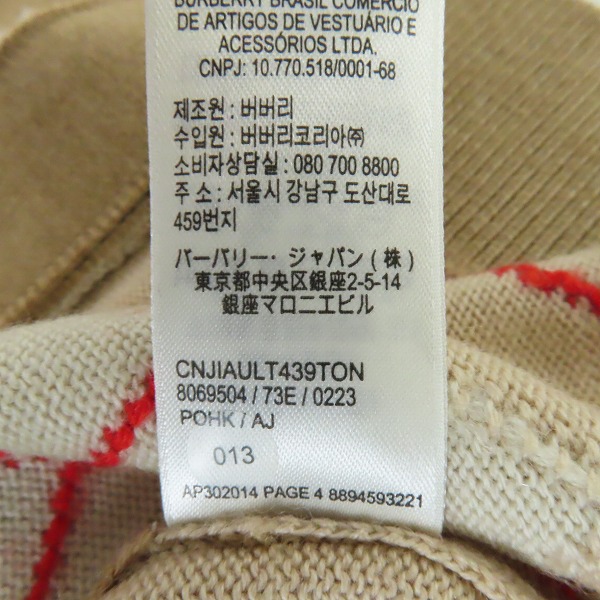 BURBERRY BRASIL COMERCIO
DE ARTIGOS DE VESTUÁRIO E
ACESSÓRIOS LTDA.
CNPJ: 10.770.518/0001-68
제조원 : 버버리
수입원 : 버버리코리아㈜
소비자상담실 : 080 700 8800
주 소 : 서울시 강남구 도산대로
459번지
バーバリー・ジャパン(株)
東京都中央区銀座2-5-14
銀座マロニエビル
CNJIAULT439TON
8069504 / 73E / 0223
POHK / AJ
013
AP302014 PAGE 4 8894593221